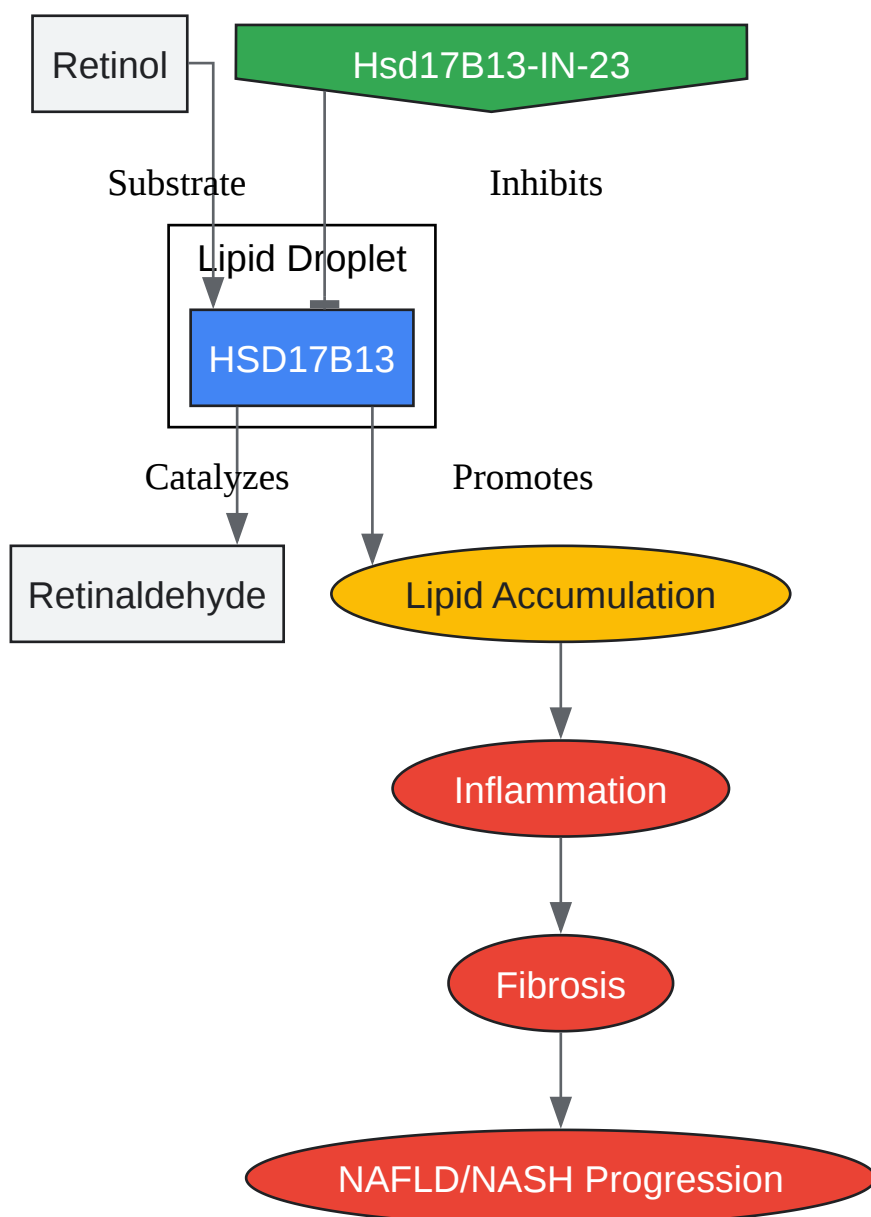 Retinol
Hsd17B13-IN-23
Substrate
Inhibits
Lipid Droplet
HSD17B13
Catalyzes
Promotes
Retinaldehyde
Lipid Accumulation
Inflammation
Fibrosis
NAFLD/NASH Progression